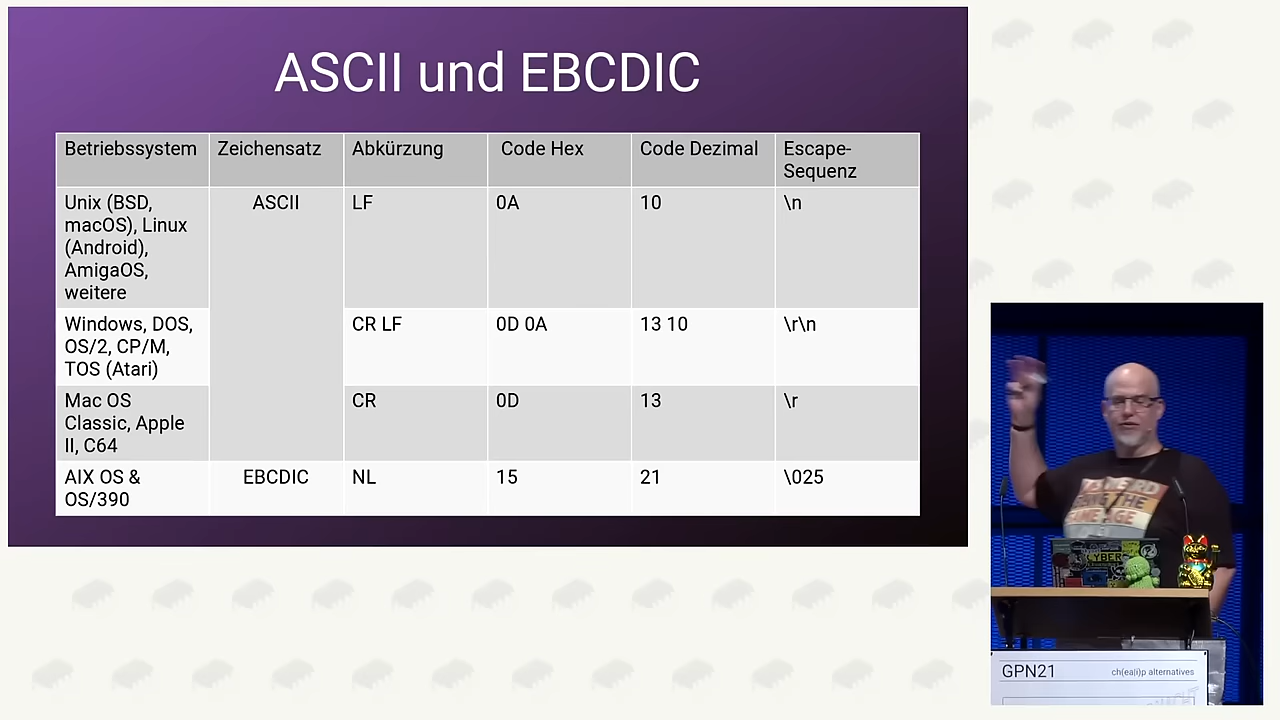 ASCII und EBCDIC
Betriebssystem Zeichensatz Abkürzung Code Hex Code Dezimal Escape-
Sequenz
Unix (BSD, ASCII LF 0A 10 \n
macOS), Linux
(Android),
AmigaOS,
weitere
Windows, DOS, CR LF 0D 0A 13 10 \r\n
OS/2, CP/M,
TOS (Atari)
Mac OS CR 0D 13 \r
Classic, Apple
II, C64
AIX OS & EBCDIC NL 15 21 \025
OS/390
THE
AGE
CYBER
GPN21 ch(ea(i)p alternatives